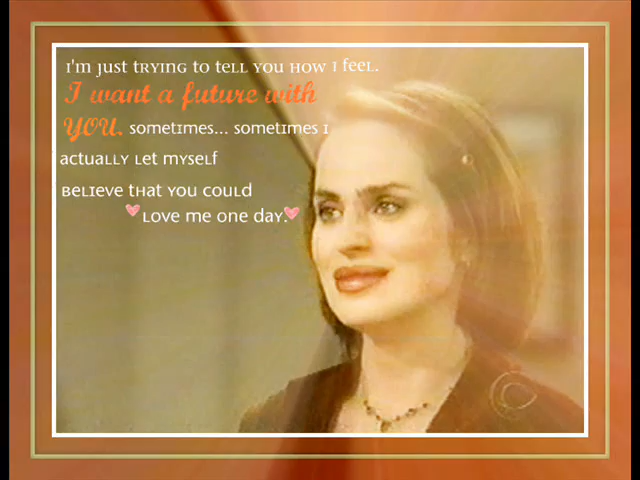 I'm just trying to tell you how I feel.
I want a future with
YOU. sometimes... sometimes I
actually let myself
believe that you could
love me one day.